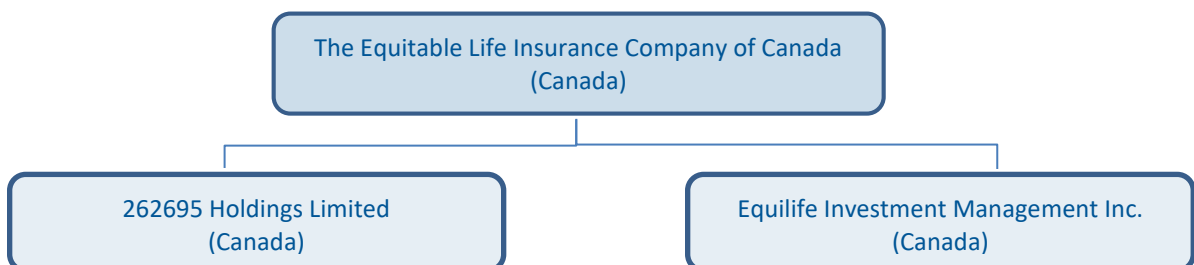 The Equitable Life Insurance Company of Canada
(Canada)
262695 Holdings Limited
(Canada)
Equilife Investment Management Inc.
(Canada)